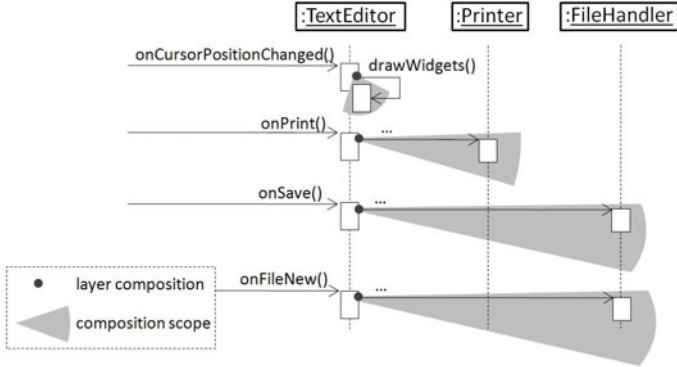 :TextEditor :Printer :FileHandler
onCursorPositionChanged()
drawWidgets()
onPrint()
...
onSave()
...
onFileNew()
...
layer composition
composition scope